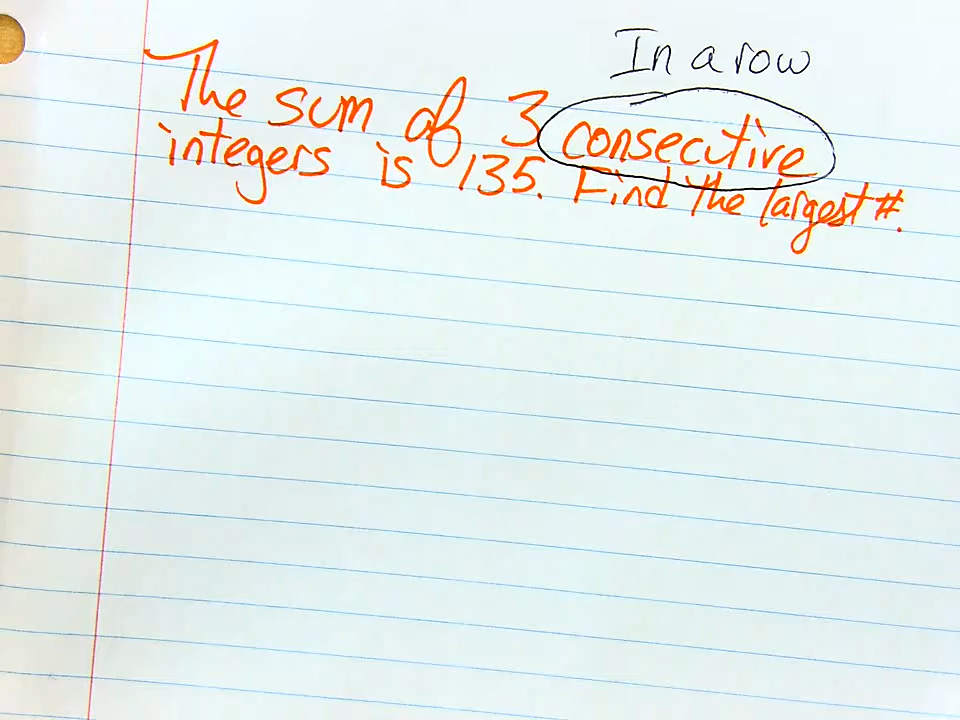 In a row
The sum of 3 consecutive
integers is 135. Find the largest #.